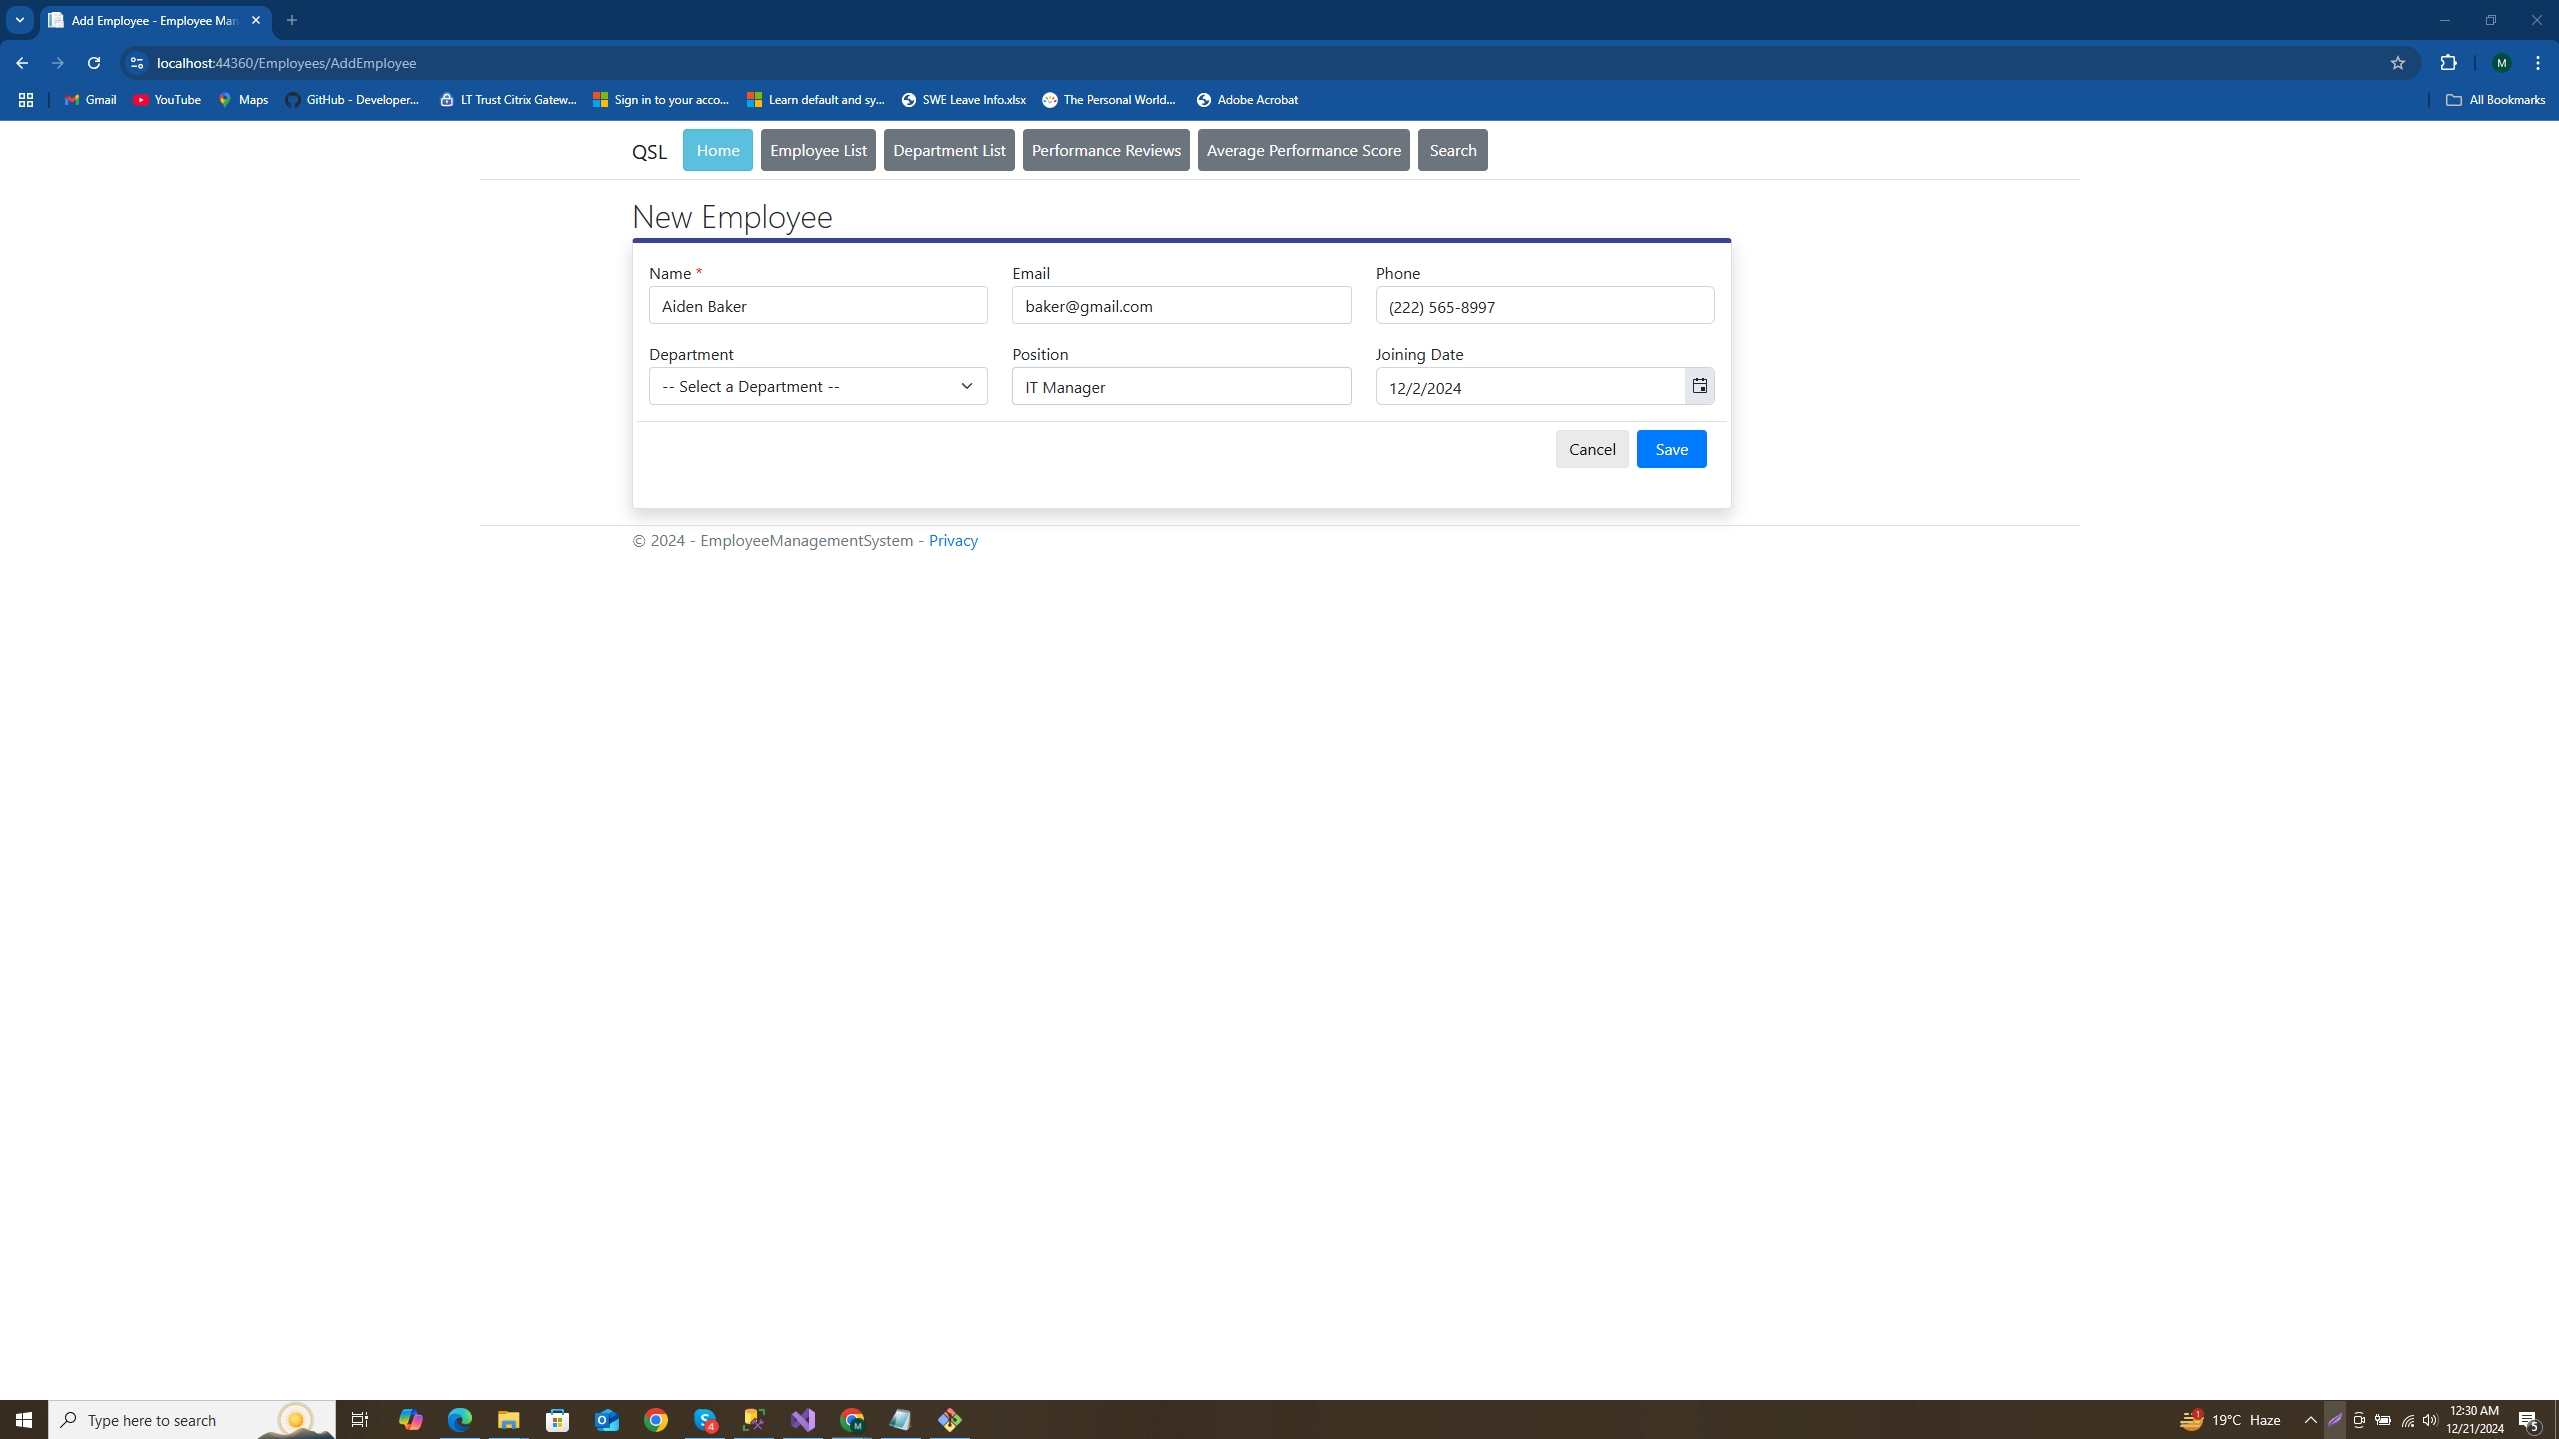 Add Employee - Employee Man
localhost:44360/Employees/AddEmployee
M
Gmail
YouTube
Maps
GitHub - Developer...
LT Trust Citrix Gatew...
Sign in to your acco...
Learn default and sy...
SWE Leave Info.xlsx
The Personal World...
Adobe Acrobat
All Bookmarks
QSL
Home
Employee List
Department List
Performance Reviews
Average Performance Score
Search
New Employee
Name *
Email
Phone
Aiden Baker
baker@gmail.com
(222) 565-8997
Department
Position
Joining Date
-- Select a Department --
IT Manager
12/2/2024
Cancel
Save
© 2024 - EmployeeManagementSystem - Privacy
Type here to search
4
M
1
19°C Haze
12:30 AM
12/21/2024
5